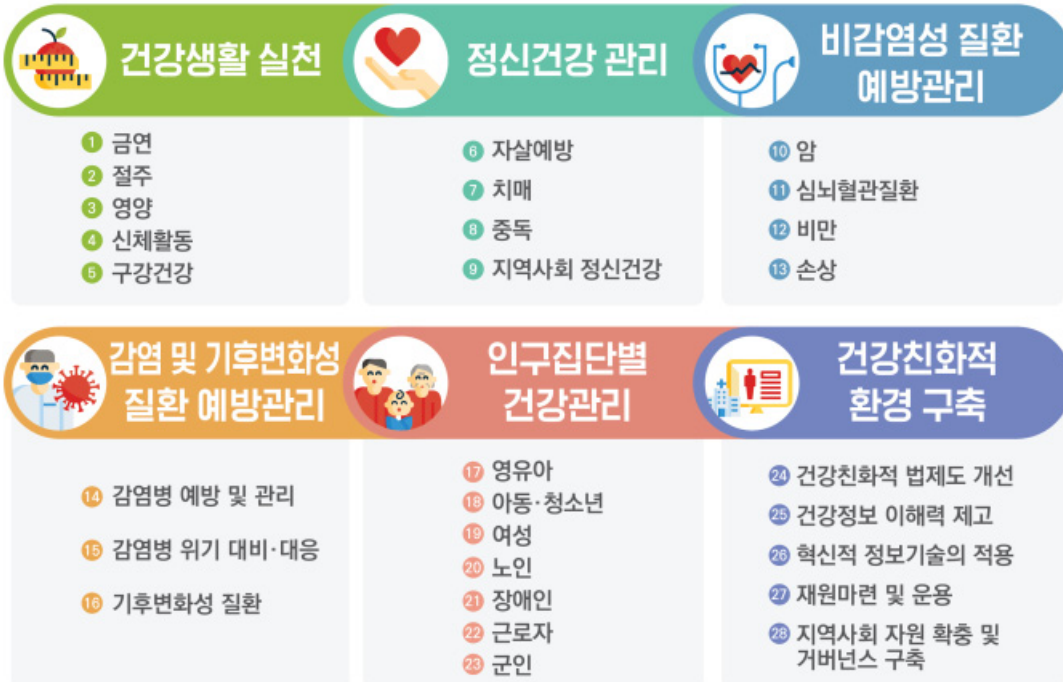 건강생활 실천
1 금연
2 절주
3 영양
4 신체활동
5 구강건강
정신건강 관리
6 자살예방
7 치매
8 중독
9 지역사회 정신건강
비감염성 질환
예방관리
10 암
11 심뇌혈관질환
12 비만
13 손상
감염 및 기후변화성
질환 예방관리
14 감염병 예방 및 관리
15 감염병 위기 대비·대응
16 기후변화성 질환
인구집단별
건강관리
17 영유아
18 아동·청소년
19 여성
20 노인
21 장애인
22 근로자
23 군인
건강친화적
환경 구축
24 건강친화적 법제도 개선
25 건강정보 이해력 제고
26 혁신적 정보기술의 적용
27 재원마련 및 운용
28 지역사회 자원 확충 및
거버넌스 구축